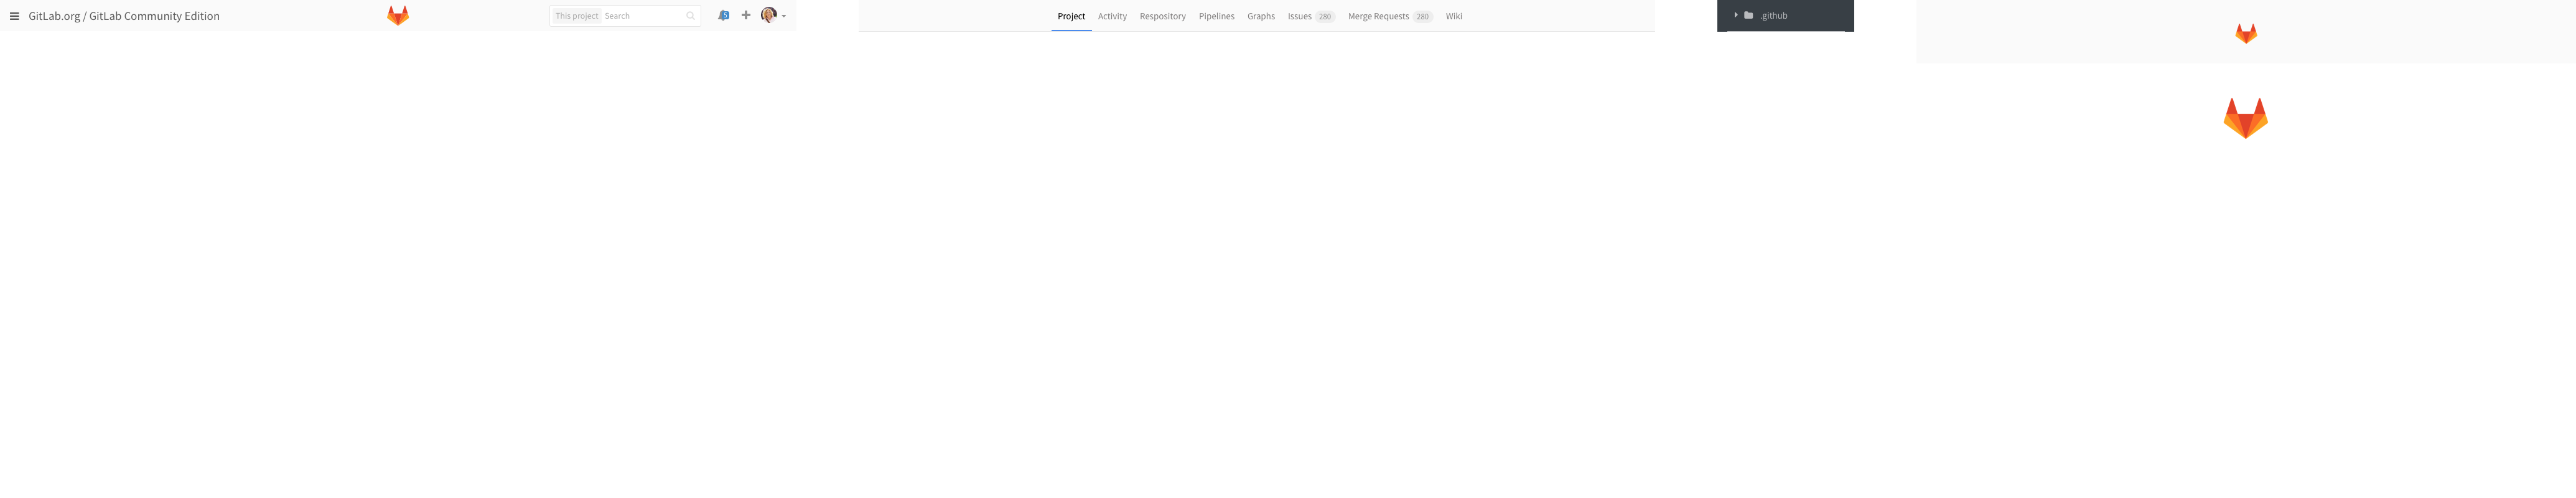 GitLab.org / GitLab Community Edition
This project Search
Project Activity Respository Pipelines Graphs Issues 280 Merge Requests 280 Wiki
.github